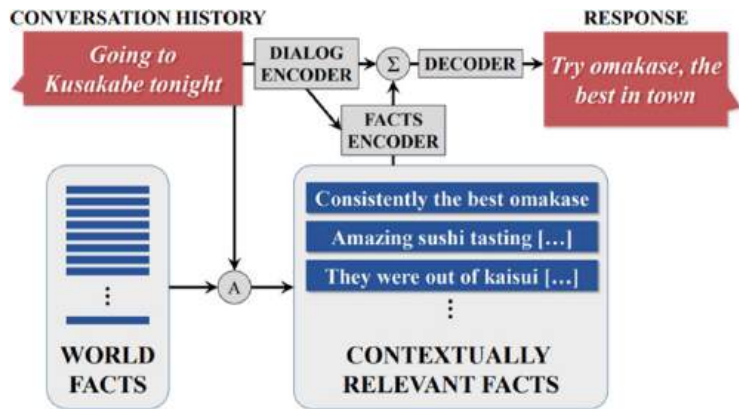 CONVERSATION HISTORY
Going to
Kusakabe tonight
DIALOG
ENCODER
Σ
DECODER
RESPONSE
Try omakase, the
best in town
FACTS
ENCODER
Consistently the best omakase
Amazing sushi tasting [...]
They were out of kaisui [...]
⋮
A
⋮
WORLD
FACTS
CONTEXTUALLY
RELEVANT FACTS